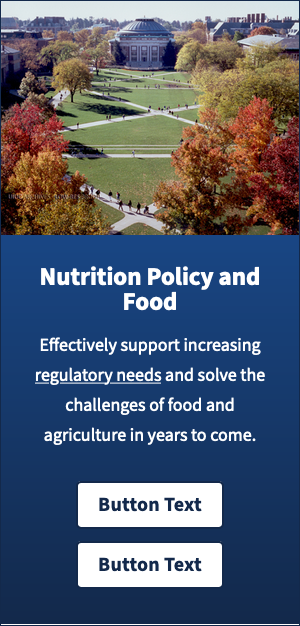 Nutrition Policy and
Food
Effectively support increasing
regulatory needs and solve the
challenges of food and
agriculture in years to come.
Button Text
Button Text